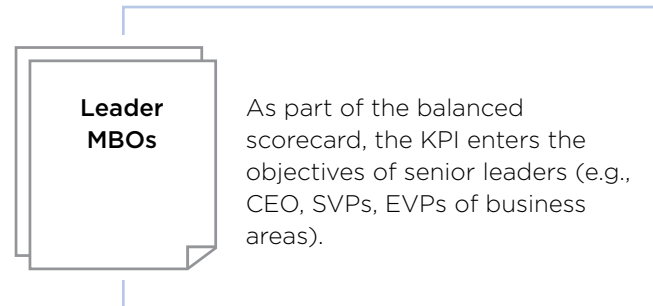 Leader
MBOs
As part of the balanced
scorecard, the KPI enters the
objectives of senior leaders (e.g.,
CEO, SVPs, EVPs of business
areas).